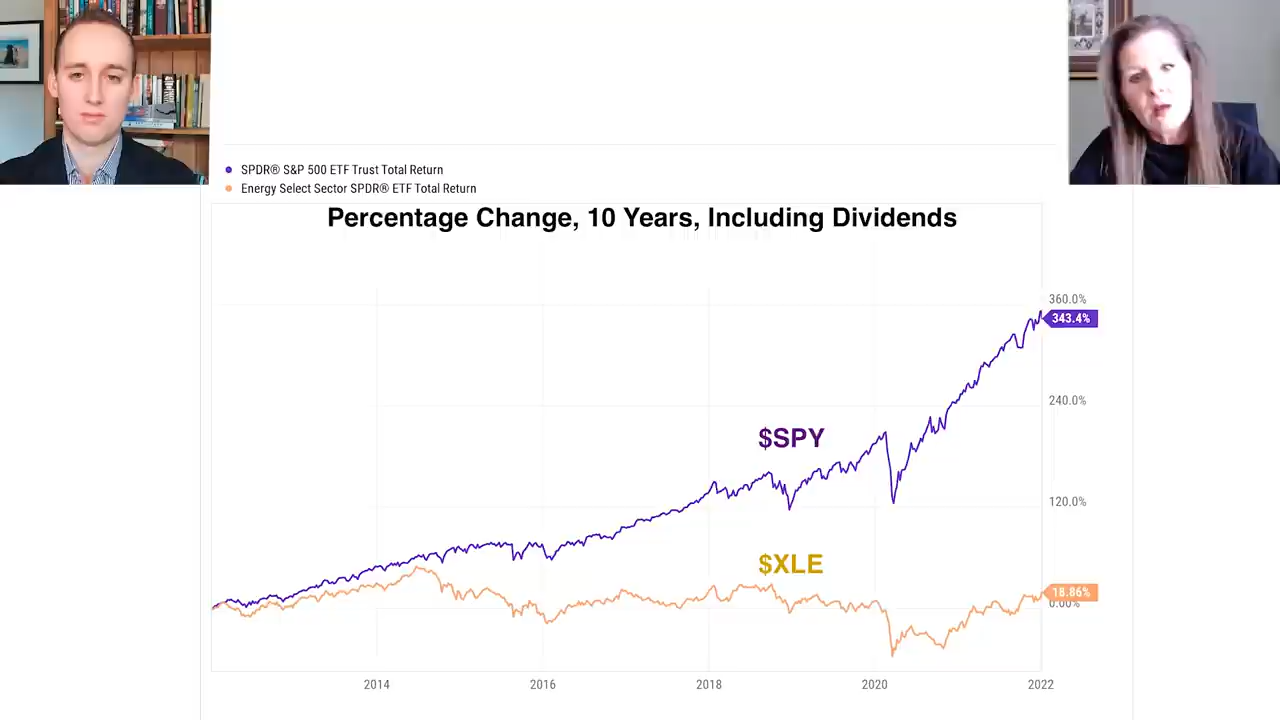 SPDR® S&P 500 ETF Trust Total Return
Energy Select Sector SPDR® ETF Total Return
Percentage Change, 10 Years, Including Dividends
360.0%
343.4%
240.0%
$SPY
120.0%
$XLE
18.86%
0.00%
2014
2016
2018
2020
2022